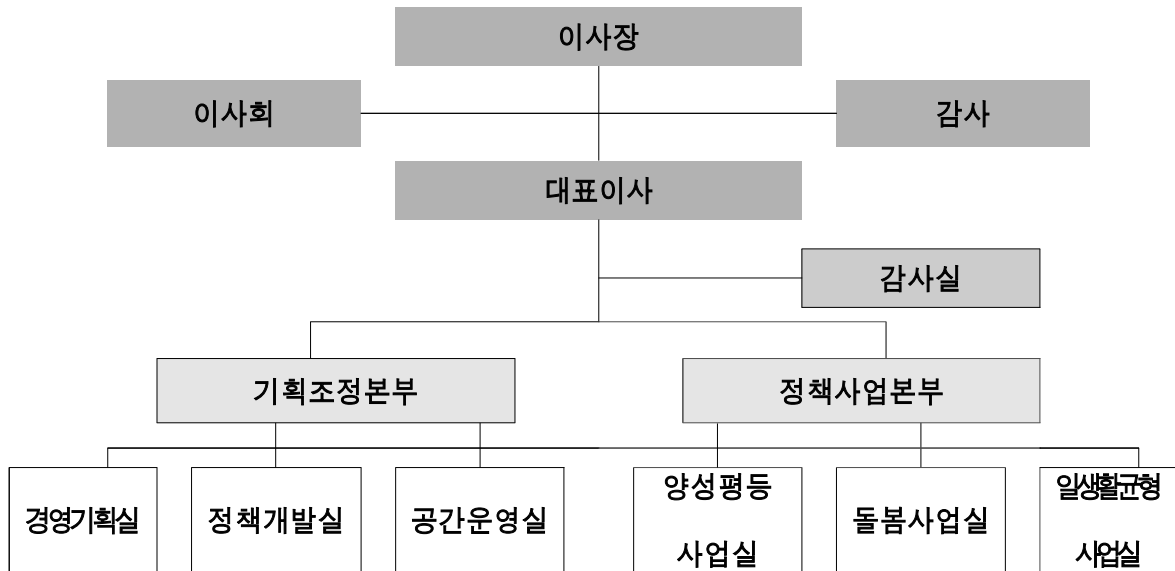 이사장
이사회
감사
대표이사
감사실
기획조정본부
정책사업본부
경영기획실
정책개발실
공간운영실
양성평등
사업실
돌봄사업실
일생활균형
사업실